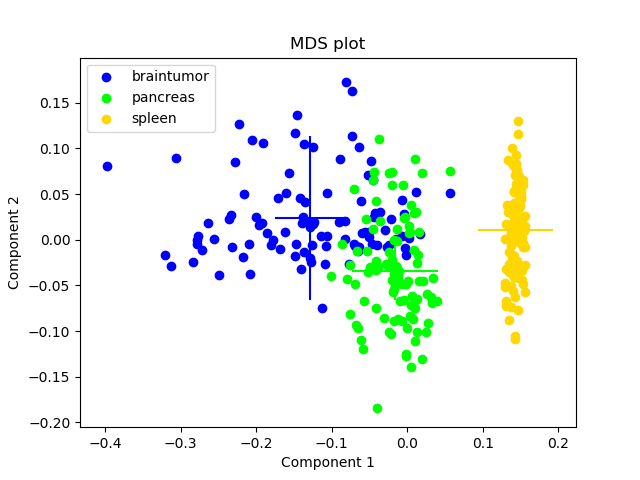 MDS plot
braintumor
pancreas
spleen
Component 2
0.15
0.10
0.05
0.00
−0.05
−0.10
−0.15
−0.20
−0.4
−0.3
−0.2
−0.1
0.0
0.1
0.2
Component 1